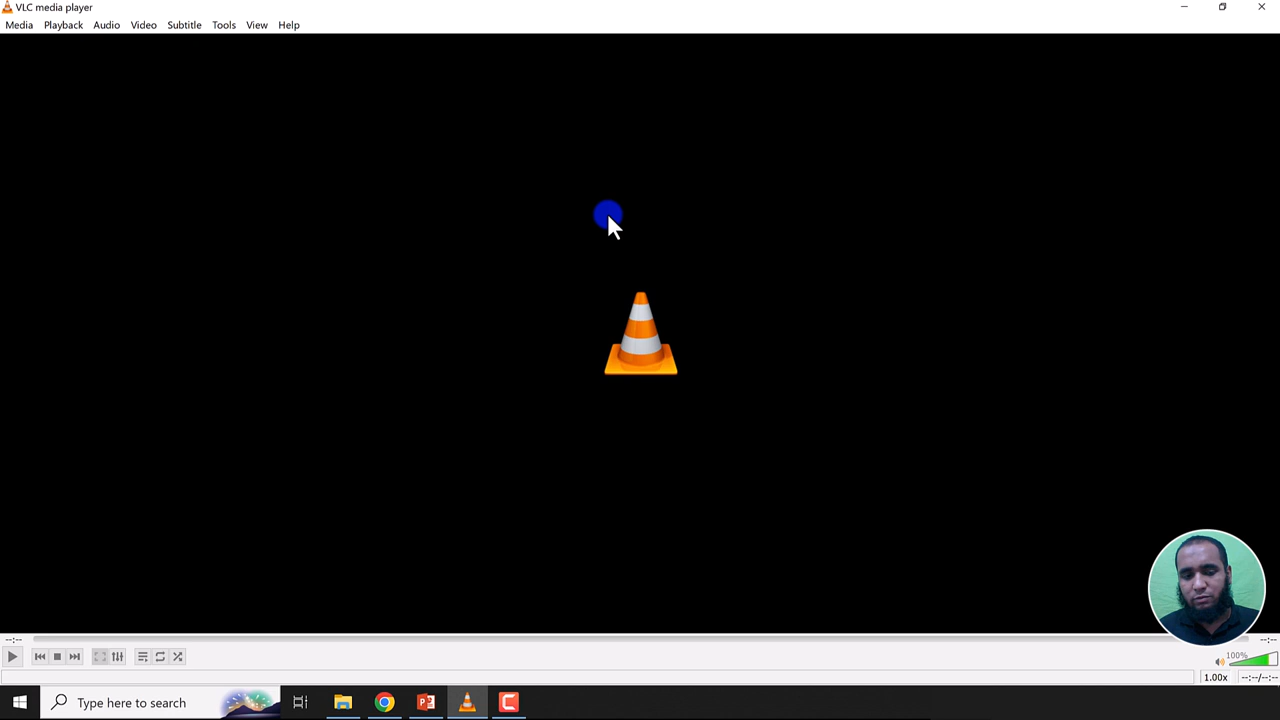 VLC media player
Media Playback Audio Video Subtitle Tools View Help
--:-- --:--
100%
1.00x --:--/--:--
Type here to search